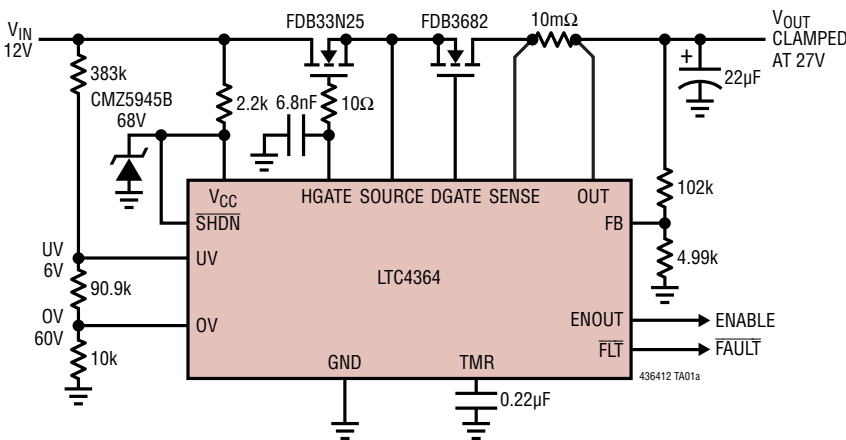 FDB33N25
FDB3682
10mΩ
VIN
12V
VOUT
CLAMPED
AT 27V
383k
CMZ5945B
68V
2.2k
6.8nF
10Ω
+
22µF
VCC
HGATE
SOURCE
DGATE
SENSE
OUT
SHDN
FB
102k
4.99k
UV
6V
UV
90.9k
LTC4364
OV
60V
OV
10k
ENOUT
ENABLE
FLT
FAULT
GND
TMR
436412 TA01a
0.22µF